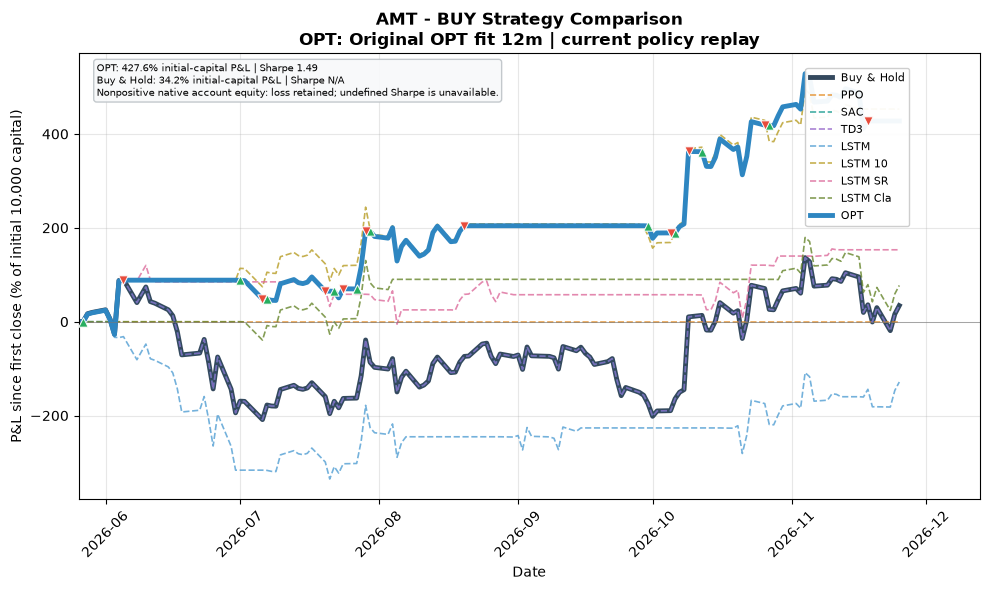 AMT - BUY Strategy Comparison
OPT: Original OPT fit 12m | current policy replay
OPT: 427.6% initial-capital P&L | Sharpe 1.49
Buy & Hold: 34.2% initial-capital P&L | Sharpe N/A
Nonpositive native account equity: loss retained; undefined Sharpe is unavailable.
Buy & Hold
PPO
SAC
TD3
LSTM
LSTM 10
LSTM SR
LSTM Cla
OPT
P&L since first close (% of initial 10,000 capital)
400
200
0
−200
2026-06
2026-07
2026-08
2026-09
2026-10
2026-11
2026-12
Date